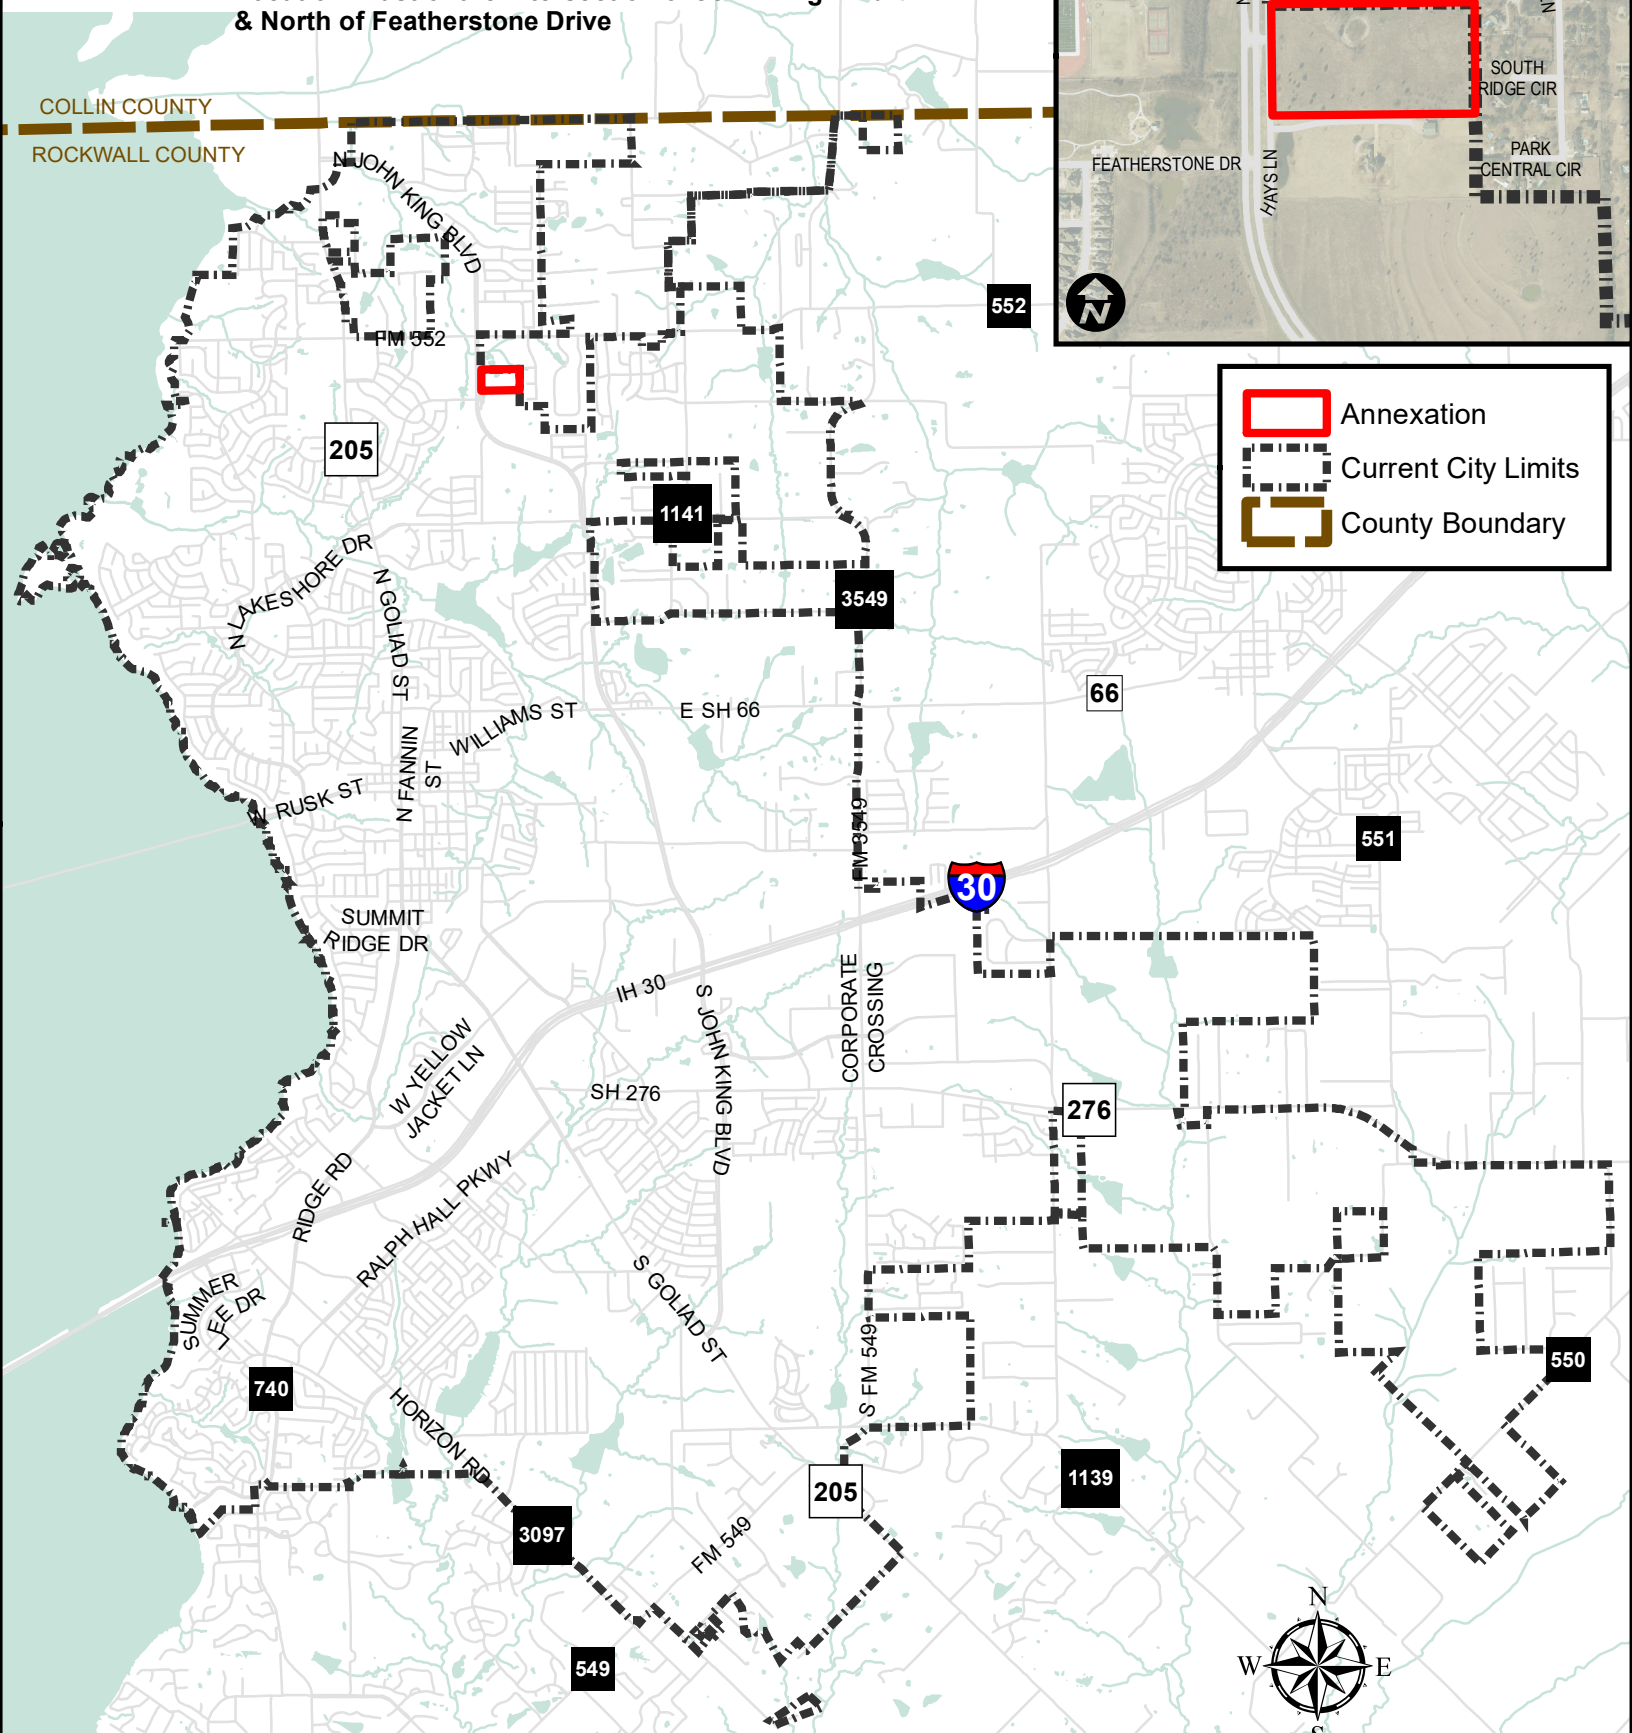 & North of Featherstone Drive
COLLIN COUNTY
ROCKWALL COUNTY
N JOHN KING BLVD
FM 552
205
552
SOUTH
RIDGE CIR
PARK
CENTRAL CIR
FEATHERSTONE DR
HAYS LN
N
Annexation
Current City Limits
County Boundary
1141
3549
N LAKESHORE DR
N GOLIAD ST
66
E SH 66
WILLIAMS ST
N FANNIN
ST
W RUSK ST
FM 3549
551
30
SUMMIT
RIDGE DR
IH 30
S JOHN KING BLVD
CORPORATE
CROSSING
W YELLOW
JACKET LN
SH 276
276
RIDGE RD
RALPH HALL PKWY
SUMMER
LEE DR
S GOLIAD ST
S FM 549
550
740
HORIZON RD
205
1139
3097
FM 549
549
N
W
E